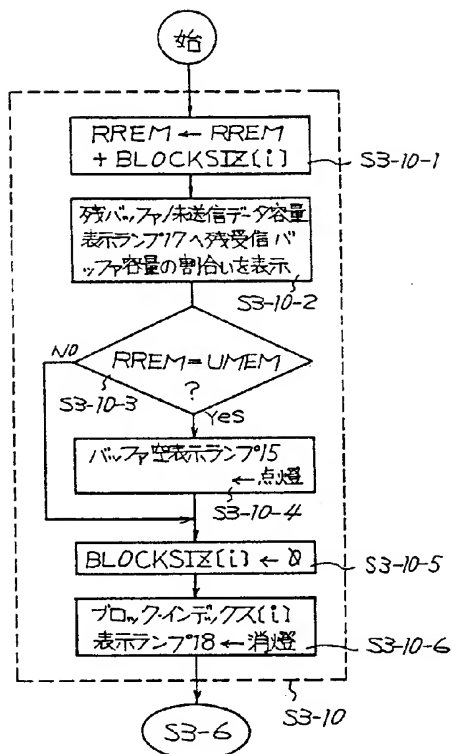 始
RREM ← RREM
+ BLOCKSIZ[i]
S3-10-1
残バッファ/未送信データ容量
表示ランプ17へ残受信バ
ッファ容量の割合いを表示
S3-10-2
NO
RREM=UMEM
?
S3-10-3
Yes
バッファ空表示ランプ15
←点燈
S3-10-4
BLOCKSIZ[i] ← 0
S3-10-5
ブロック・インデックス[i]
表示ランプ18←消燈
S3-10-6
S3-10
S3-6